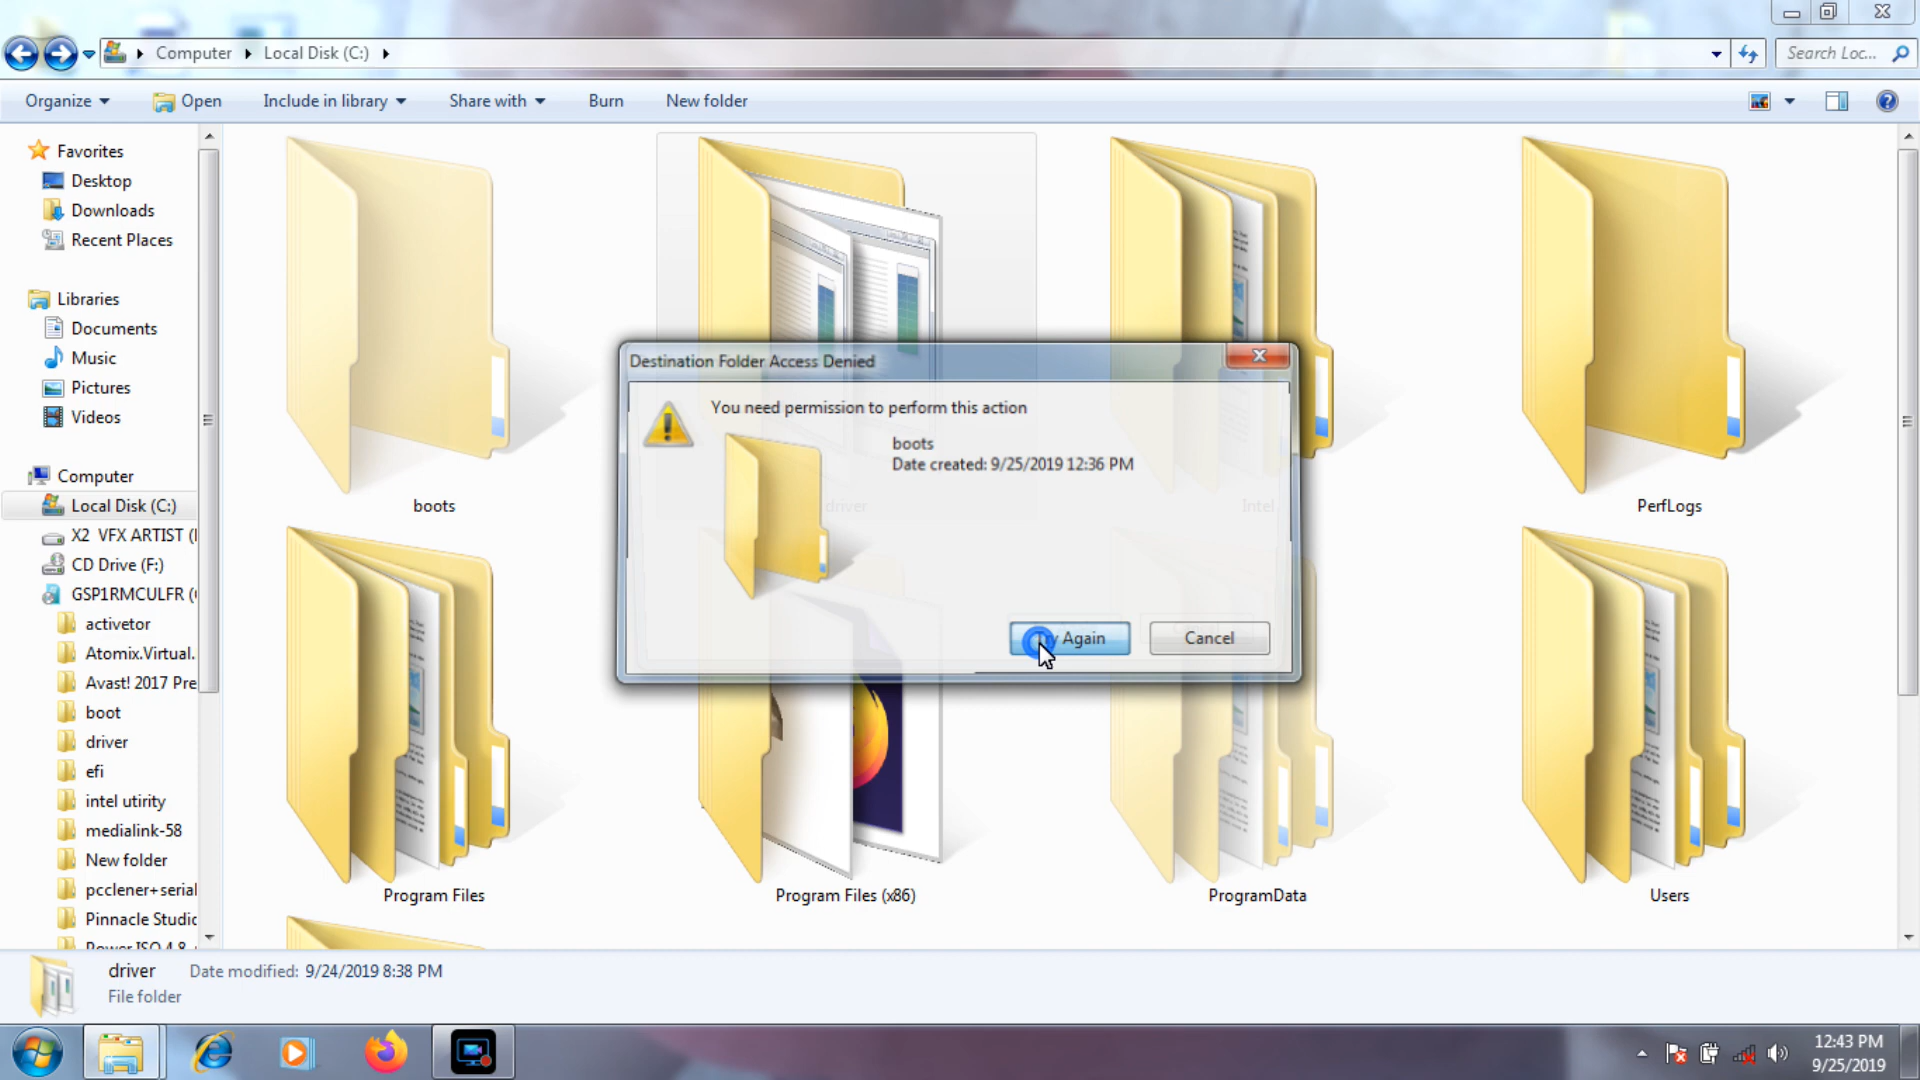 Computer
Local Disk (C:)
Search Loc...
Organize
Open
Include in library
Share with
Burn
New folder
Favorites
Desktop
Downloads
Recent Places
Libraries
Documents
Music
Pictures
Videos
Computer
Local Disk (C:)
X2 VFX ARTIST (
CD Drive (F:)
GSP1RMCULFR (
activetor
Atomix.Virtual.
Avast! 2017 Pre
boot
driver
efi
intel utirity
medialink-58
New folder
pcclener+serial
Pinnacle Studio
Power ISO 4.8
boots
driver
Intel
PerfLogs
Program Files
Program Files (x86)
ProgramData
Users
Destination Folder Access Denied
You need permission to perform this action
boots
Date created: 9/25/2019 12:36 PM
Try Again
Cancel
driver
Date modified: 9/24/2019 8:38 PM
File folder
12:43 PM
9/25/2019